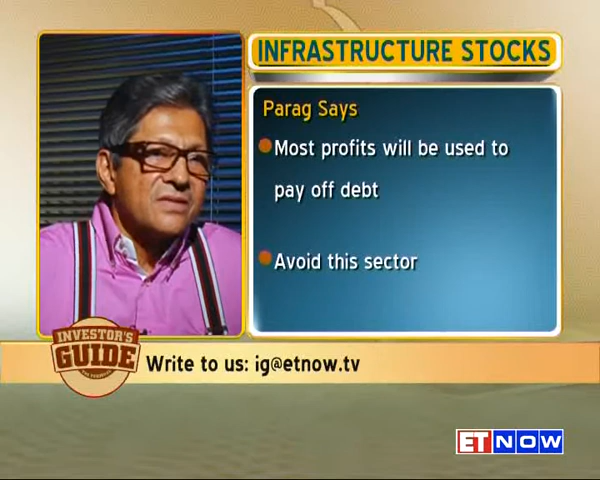 INFRASTRUCTURE STOCKS
Parag Says
Most profits will be used to
pay off debt
Avoid this sector
INVESTOR'S
GUIDE
Write to us: ig@etnow.tv
ET NOW